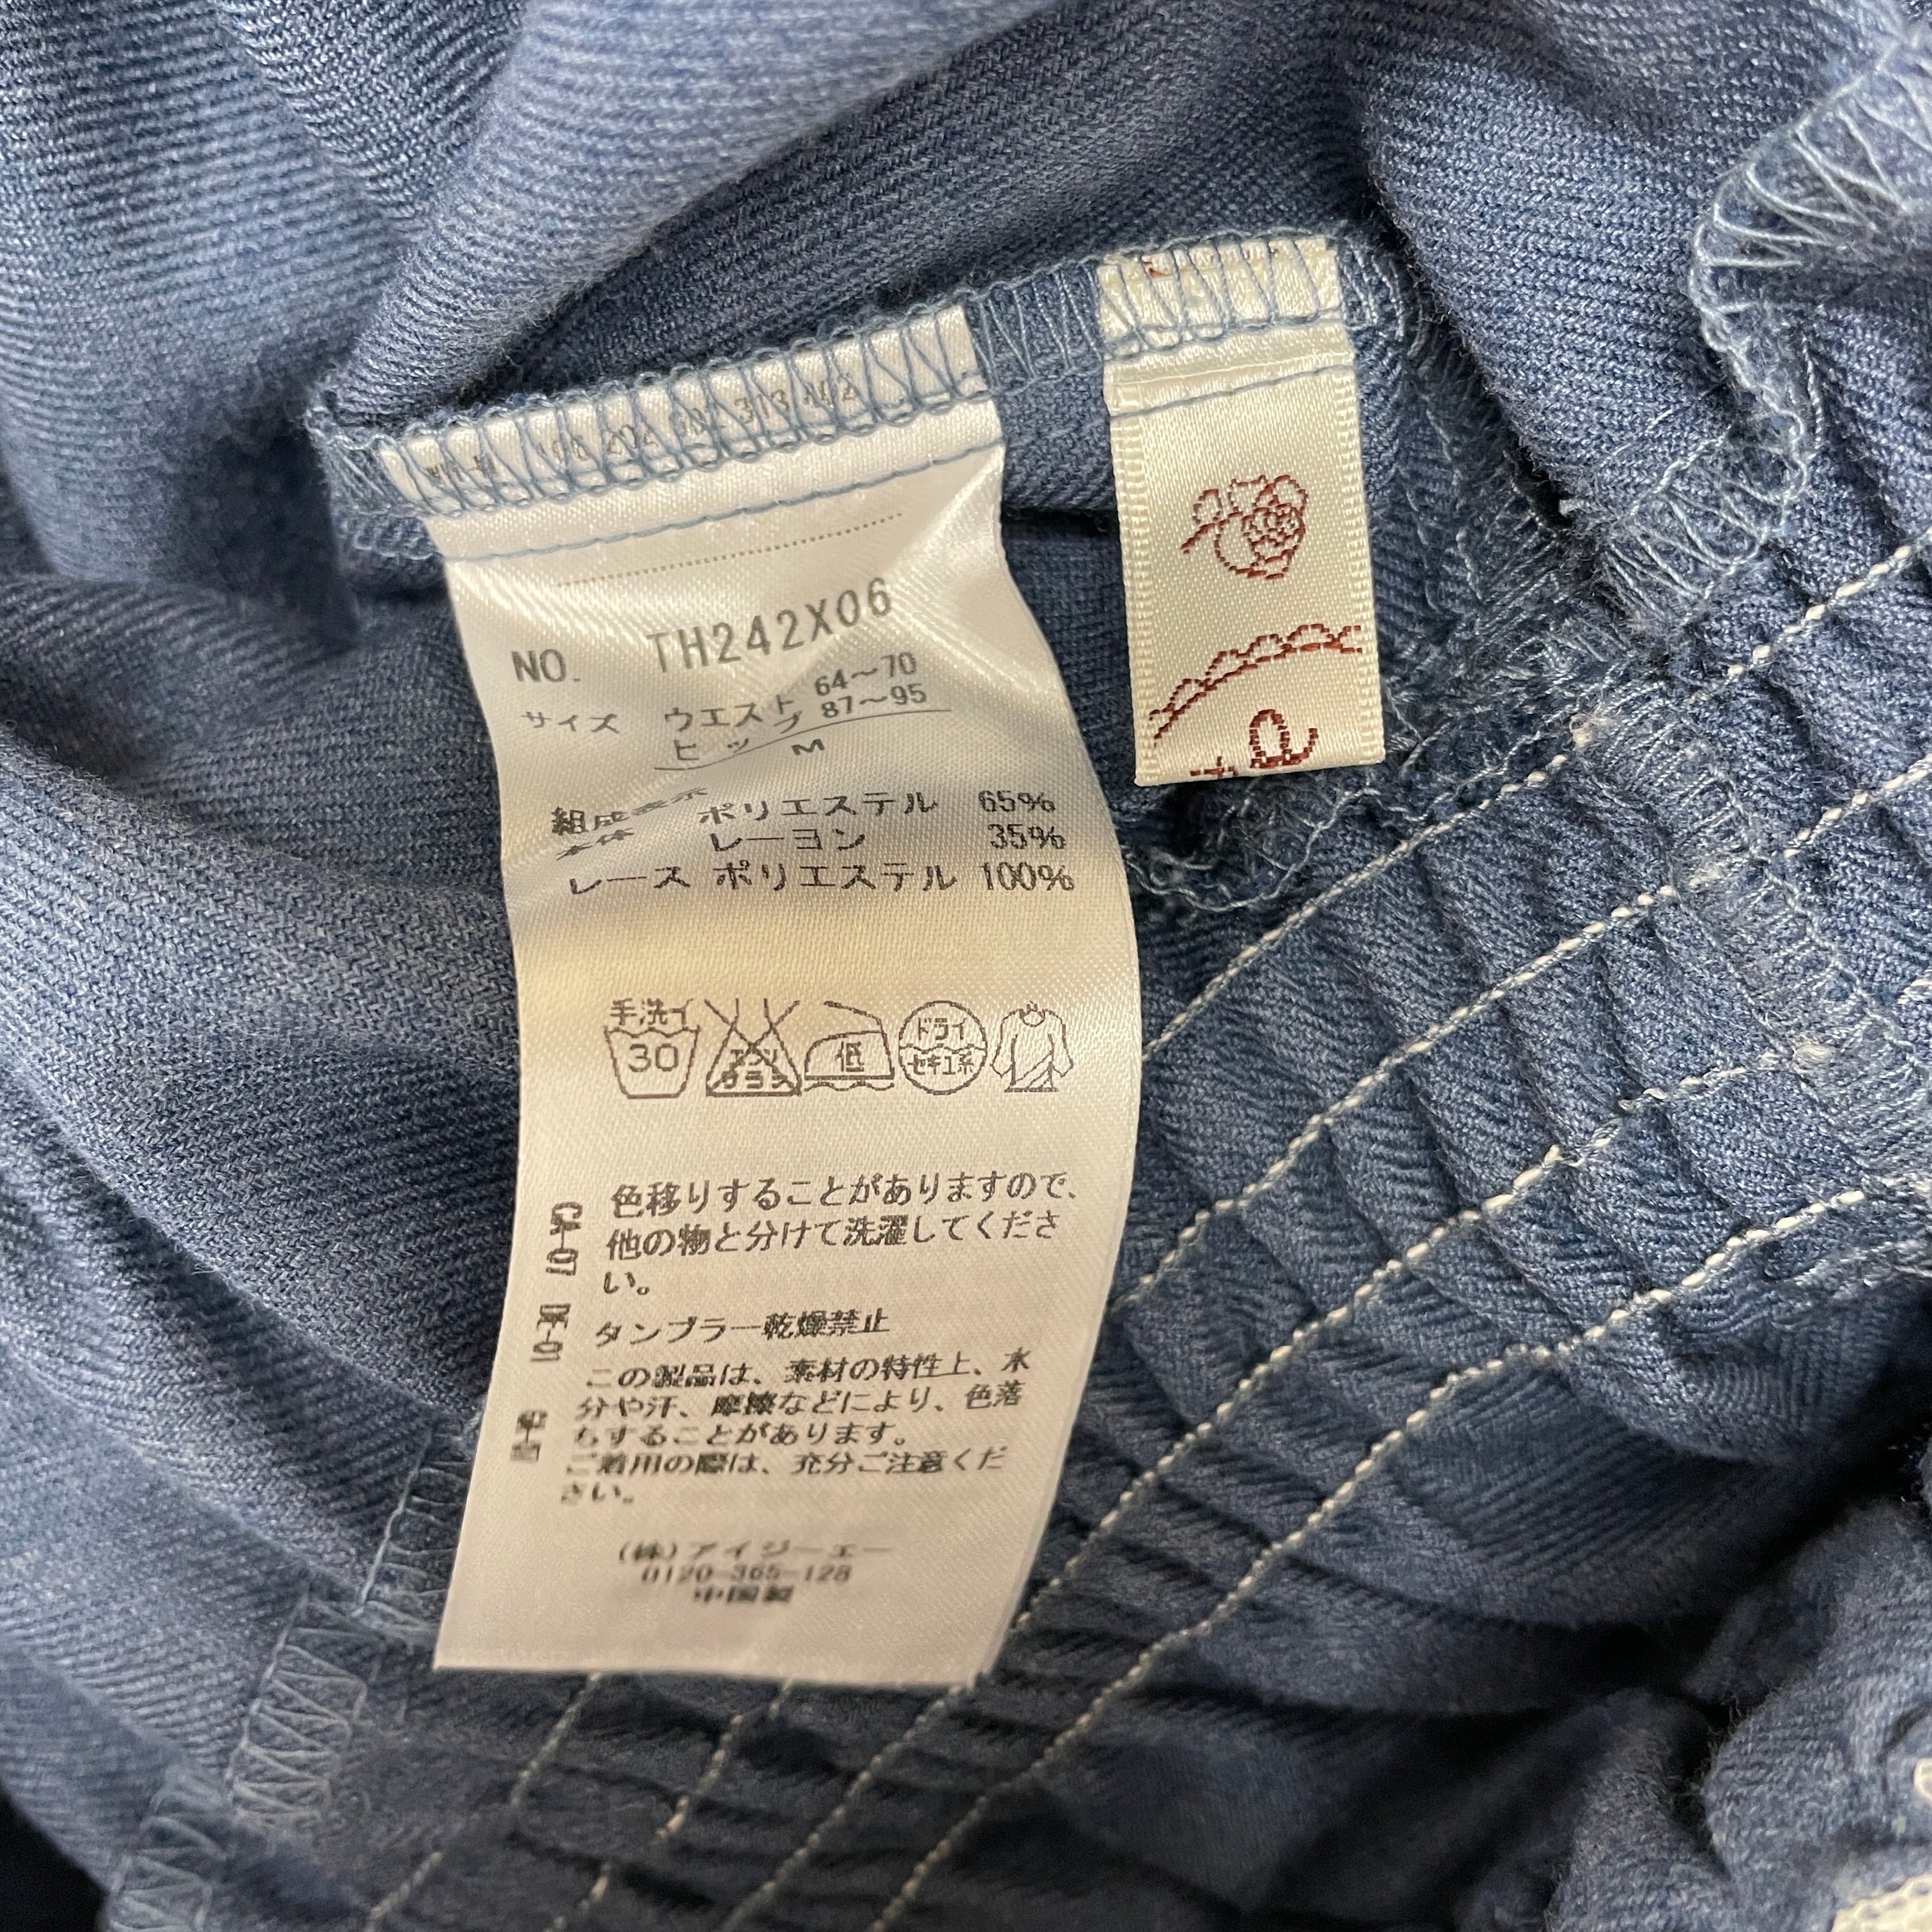 NO. TH242X06
サイズ ウエスト 64～70
ヒップ 87～95
M
組成表示
本体 ポリエステル 65%
レーヨン 35%
レース ポリエステル 100%
手洗イ
30
エンソ
サラシ
低
ドライ
セキユ系
色移りすることがありますので、
他の物と分けて洗濯してくださ
い。
タンブラー乾燥禁止
この製品は、素材の特性上、水
分や汗、摩擦などにより、色落
ちすることがあります。
ご着用の際は、充分ご注意くだ
さい。
CA-07
(株)アイジーエー
0120-365-128
中国製